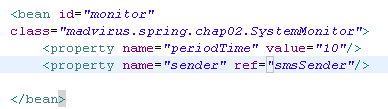 <bean id="monitor"
class="madvirus.spring.chap02.SystemMonitor">
<property name="periodTime" value="10"/>
<property name="sender" ref="smsSender"/>
</bean>